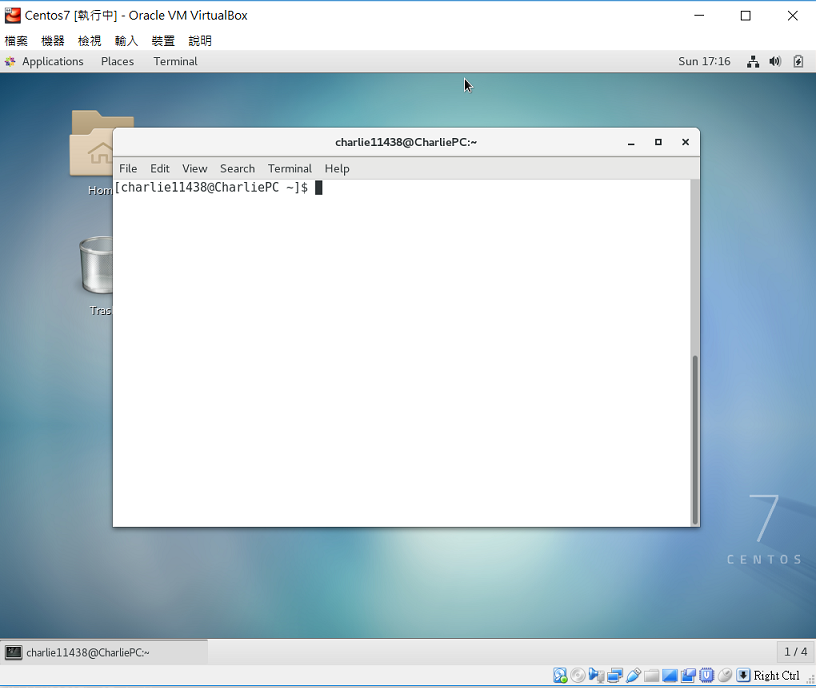 Centos7 [執行中] - Oracle VM VirtualBox
檔案 機器 檢視 輸入 裝置 說明
Applications Places Terminal Sun 17:16
charlie11438@CharliePC:~
File Edit View Search Terminal Help
[charlie11438@CharliePC ~]$
Hom
Tras
7
CENTOS
charlie11438@CharliePC:~ 1 / 4
Right Ctrl